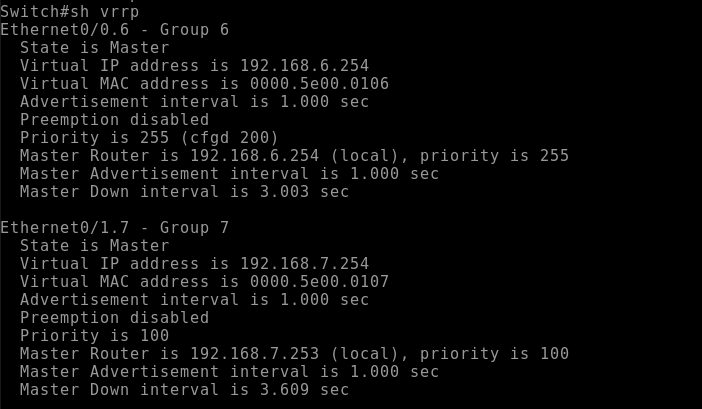 Switch#sh vrrp
Ethernet0/0.6 - Group 6
  State is Master
  Virtual IP address is 192.168.6.254
  Virtual MAC address is 0000.5e00.0106
  Advertisement interval is 1.000 sec
  Preemption disabled
  Priority is 255 (cfgd 200)
  Master Router is 192.168.6.254 (local), priority is 255
  Master Advertisement interval is 1.000 sec
  Master Down interval is 3.003 sec

Ethernet0/1.7 - Group 7
  State is Master
  Virtual IP address is 192.168.7.254
  Virtual MAC address is 0000.5e00.0107
  Advertisement interval is 1.000 sec
  Preemption disabled
  Priority is 100
  Master Router is 192.168.7.253 (local), priority is 100
  Master Advertisement interval is 1.000 sec
  Master Down interval is 3.609 sec